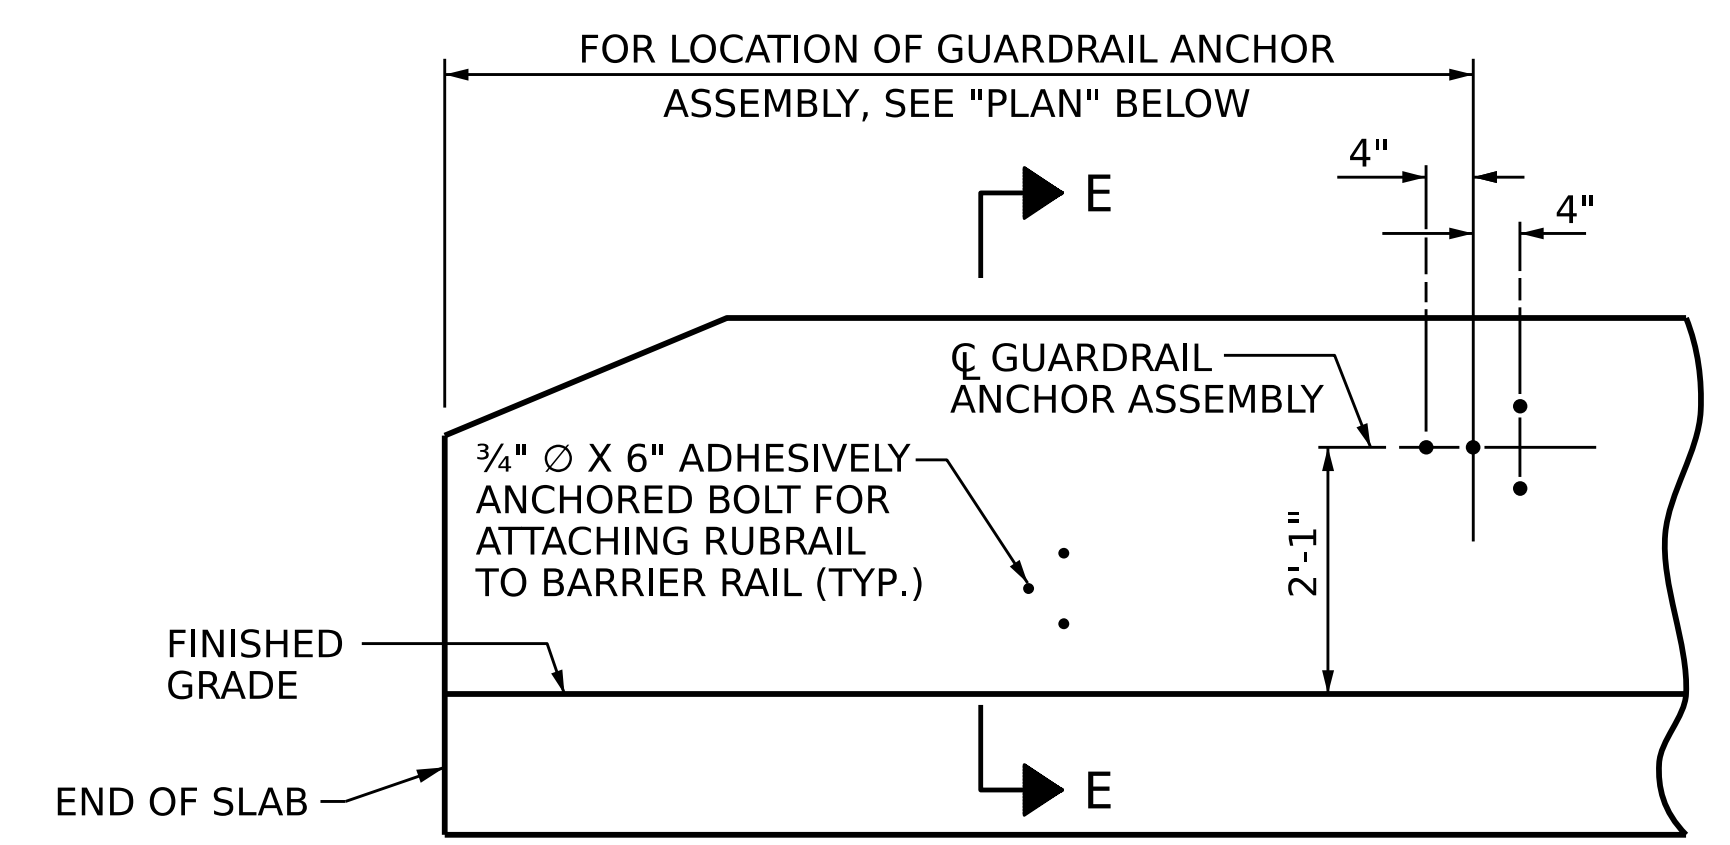 FOR LOCATION OF GUARDRAIL ANCHOR
ASSEMBLY, SEE "PLAN" BELOW
4"
E
4"
℄ GUARDRAIL
ANCHOR ASSEMBLY
¾" ∅ X 6" ADHESIVELY
ANCHORED BOLT FOR
ATTACHING RUBRAIL
TO BARRIER RAIL (TYP.)
2'-1"
FINISHED
GRADE
END OF SLAB
E